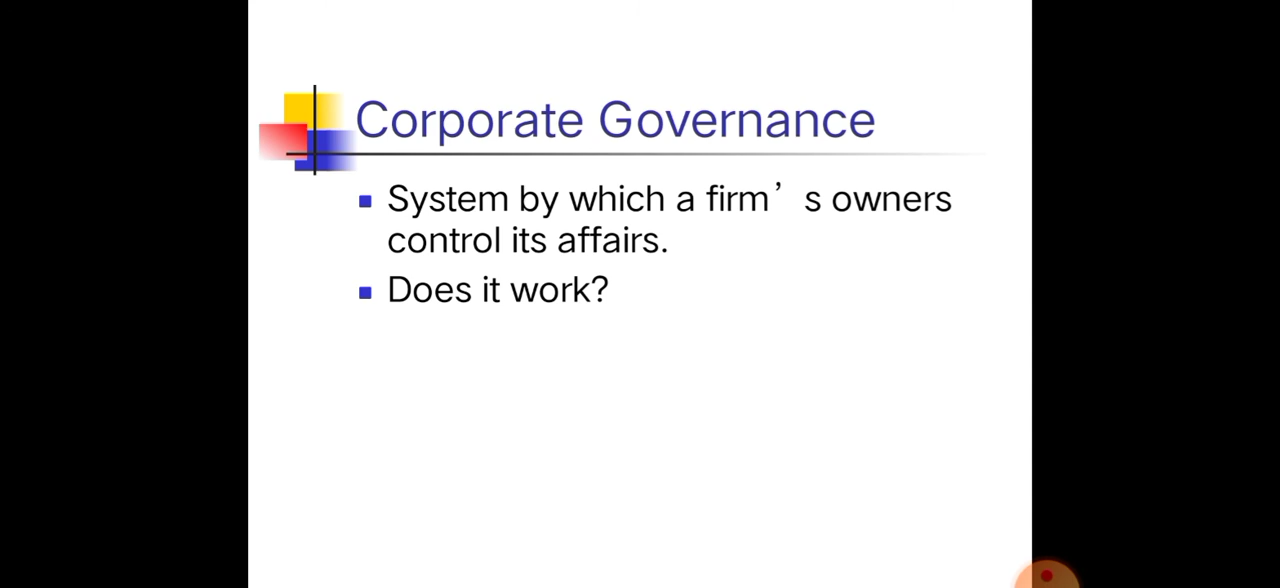 Corporate Governance
System by which a firm’s owners
control its affairs.
Does it work?